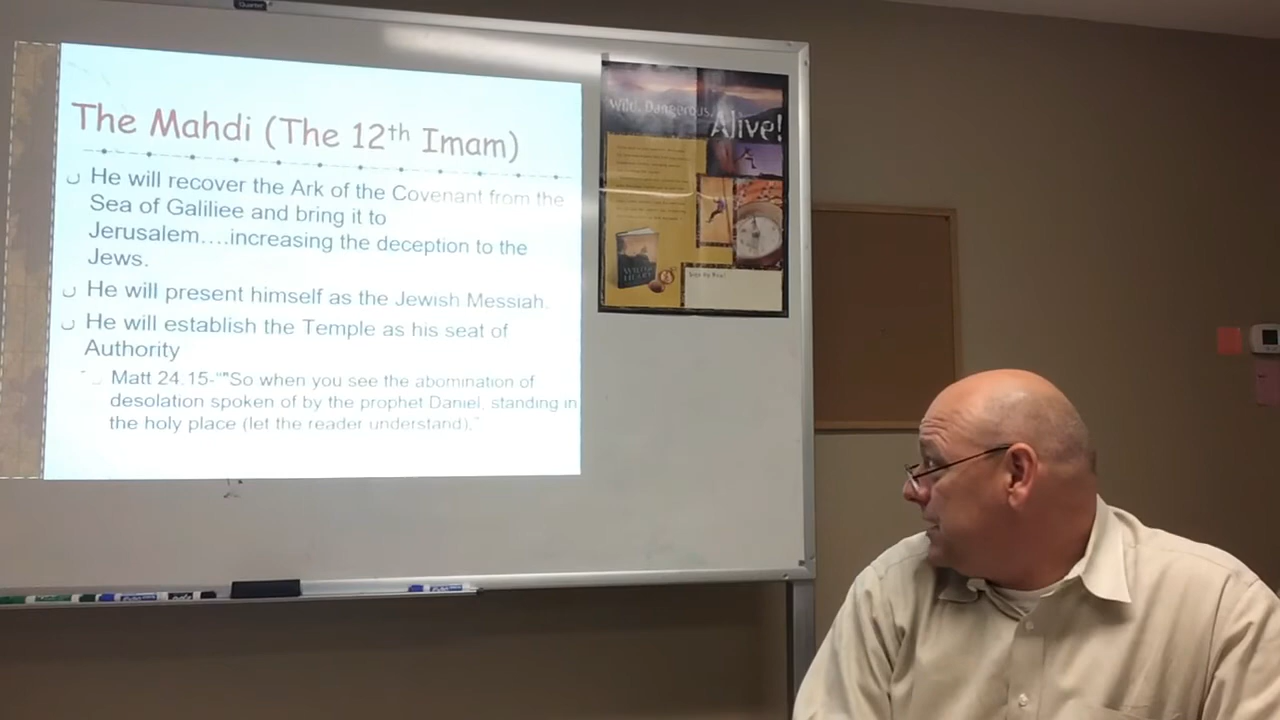 Quartet
The Mahdi (The 12th Imam)
He will recover the Ark of the Covenant from the
Sea of Galiliee and bring it to
Jerusalem....increasing the deception to the
Jews.
He will present himself as the Jewish Messiah.
He will establish the Temple as his seat of
Authority
Matt 24.15-""So when you see the abomination of
desolation spoken of by the prophet Daniel, standing in
the holy place (let the reader understand),"
Wild. Dangerous.
Alive!
WILD AT
HEART